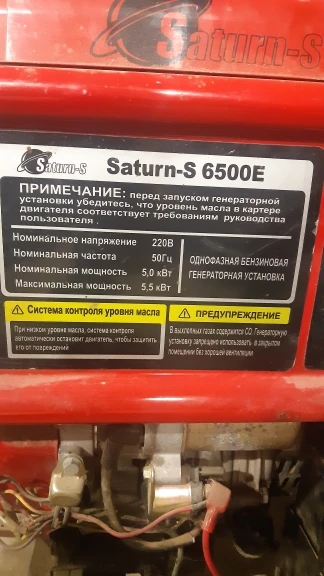 Saturn-S
Saturn-S
Saturn-S 6500E
ПРИМЕЧАНИЕ: перед запуском генераторной
установки убедитесь, что уровень масла в картере
двигателя соответствует требованиям руководства
пользователя .
Номинальное напряжение 220В
Номинальная частота 50Гц
Номинальная мощность 5,0 кВт
Максимальная мощность 5,5 кВт
ОДНОФАЗНАЯ БЕНЗИНОВАЯ
ГЕНЕРАТОРНАЯ УСТАНОВКА
Система контроля уровня масла
При низком уровне масла, система контроля
автоматически остановит двигатель, чтобы защитить
его от повреждений
ПРЕДУПРЕЖДЕНИЕ
В выхлопных газах содержится CO. Генераторную
установку запрещено использовать в закрытом
помещении без хорошей вентиляции.